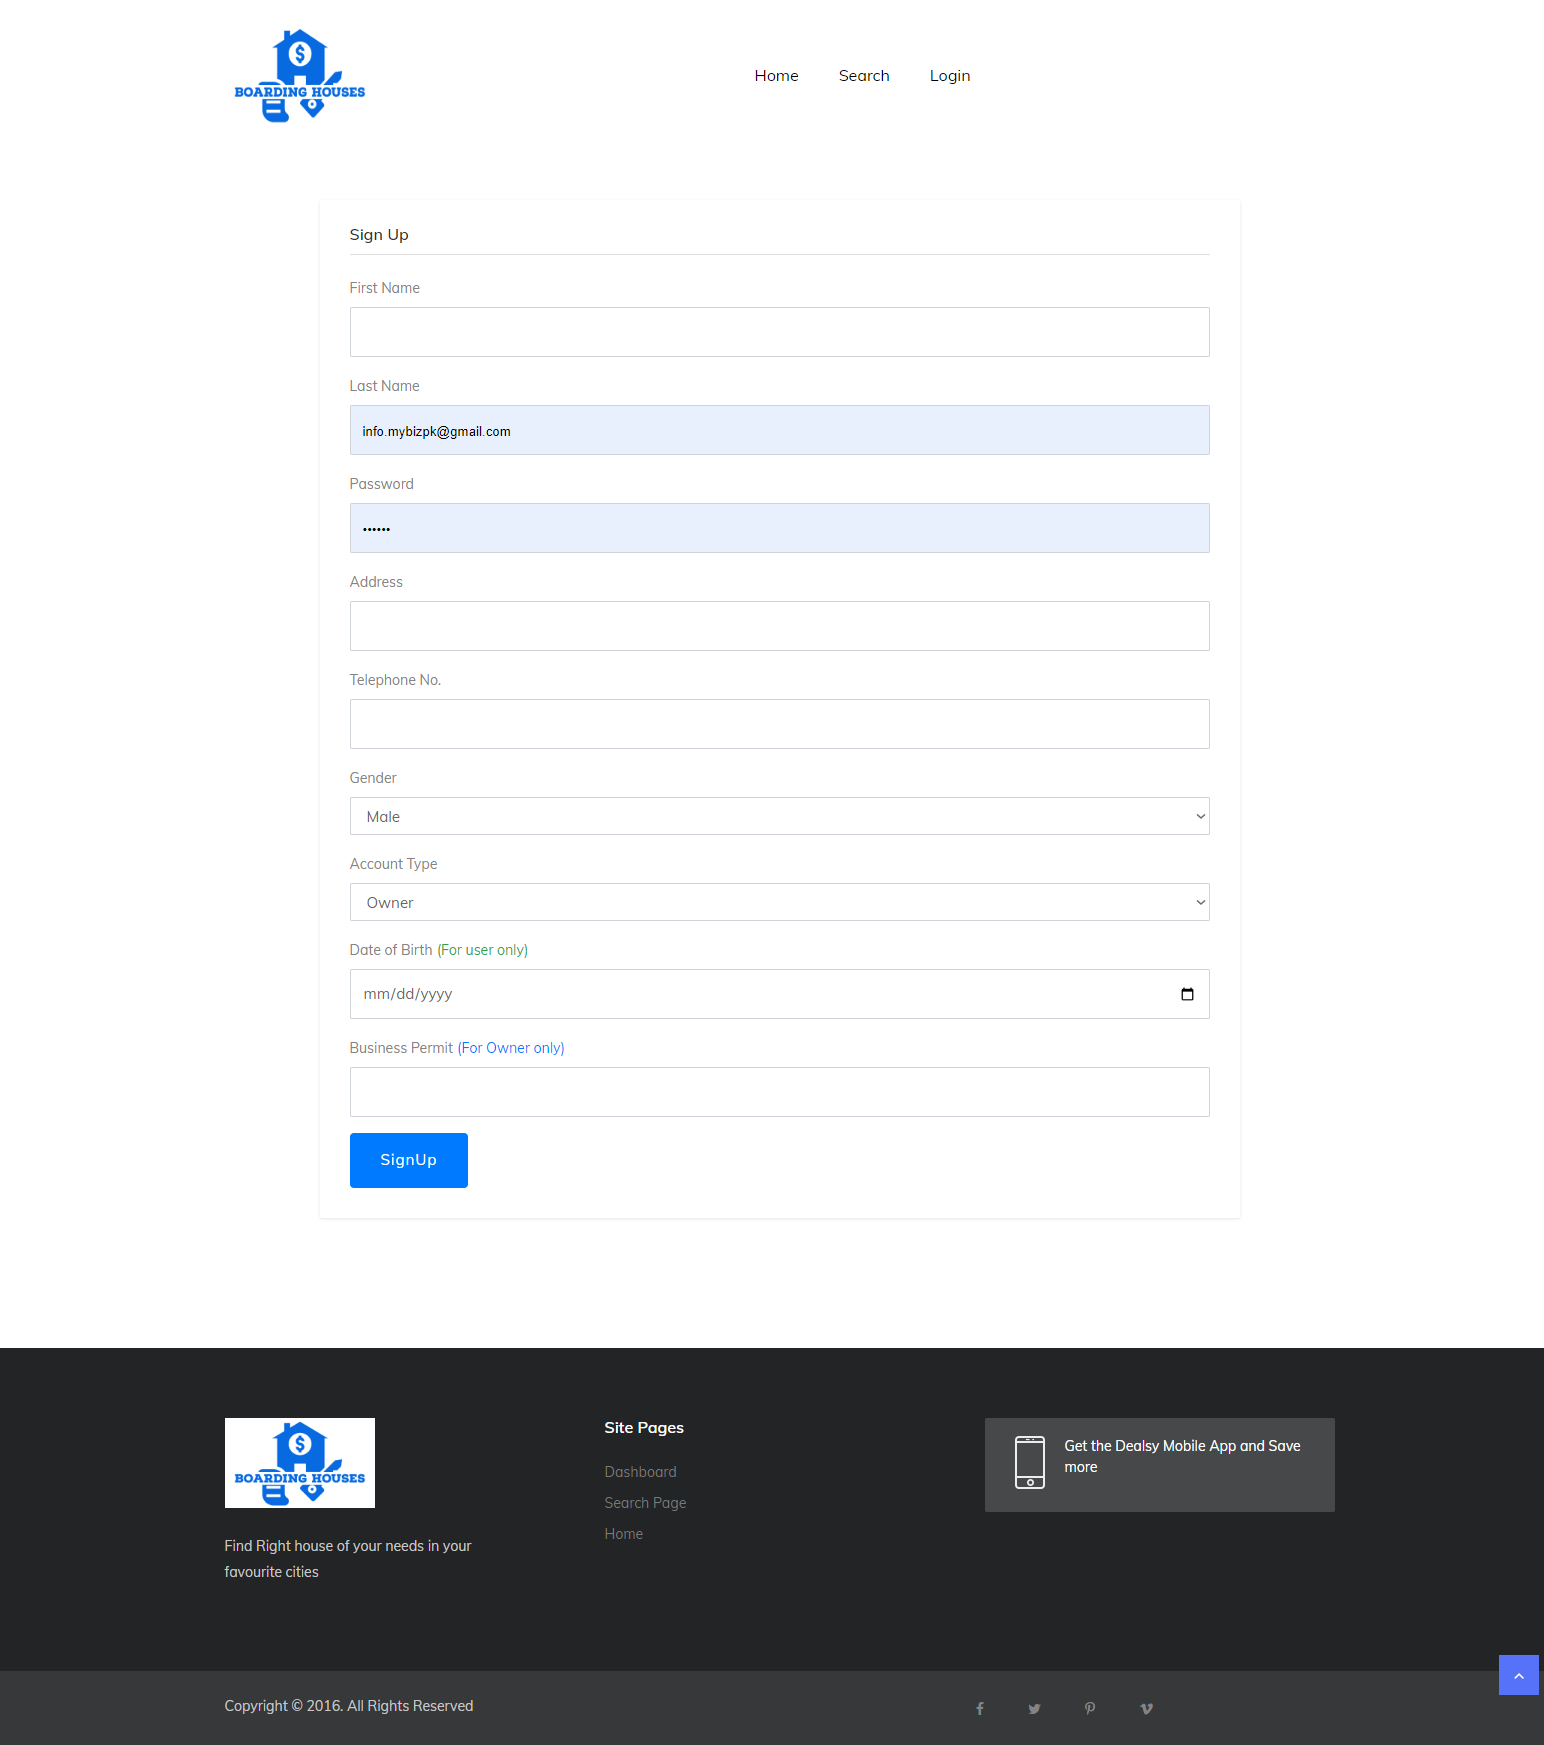 BOARDING HOUSES
Home Search Login
Sign Up
First Name
Last Name
info.mybizpk@gmail.com
Password
••••••
Address
Telephone No.
Gender
Male
Account Type
Owner
Date of Birth (For user only)
mm/dd/yyyy
Business Permit (For Owner only)
SignUp
BOARDING HOUSES
Find Right house of your needs in your
favourite cities
Site Pages
Dashboard
Search Page
Home
Get the Dealsy Mobile App and Save
more
Copyright © 2016. All Rights Reserved